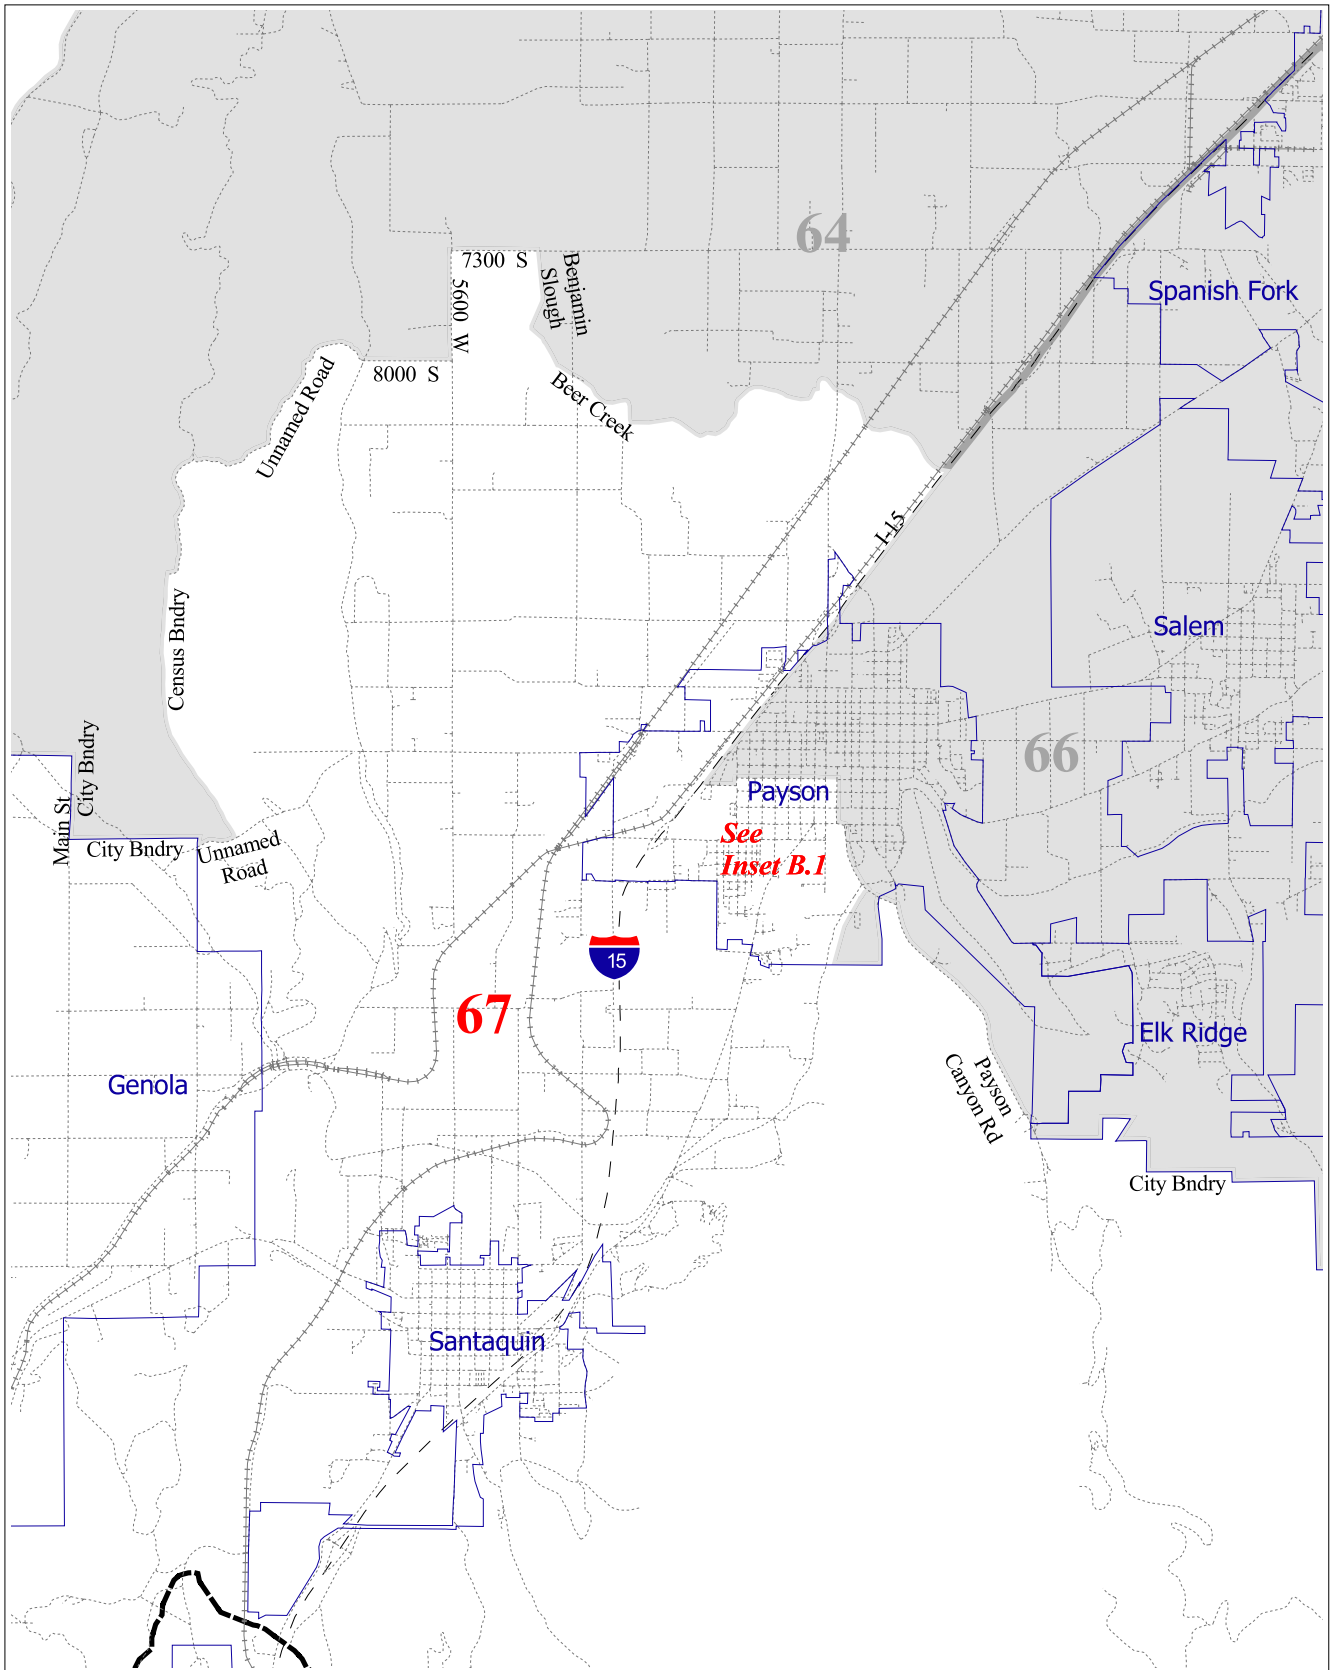 64
7300 S
Benjamin
Slough
5600 W
Spanish Fork
8000 S
Unnamed Road
Beer Creek
I-15
Census Bndry
Salem
Main St
City Bndry
66
Payson
See
Inset B.1
City Bndry
Unnamed
Road
15
67
Genola
Elk Ridge
Payson
Canyon Rd
City Bndry
Santaquin